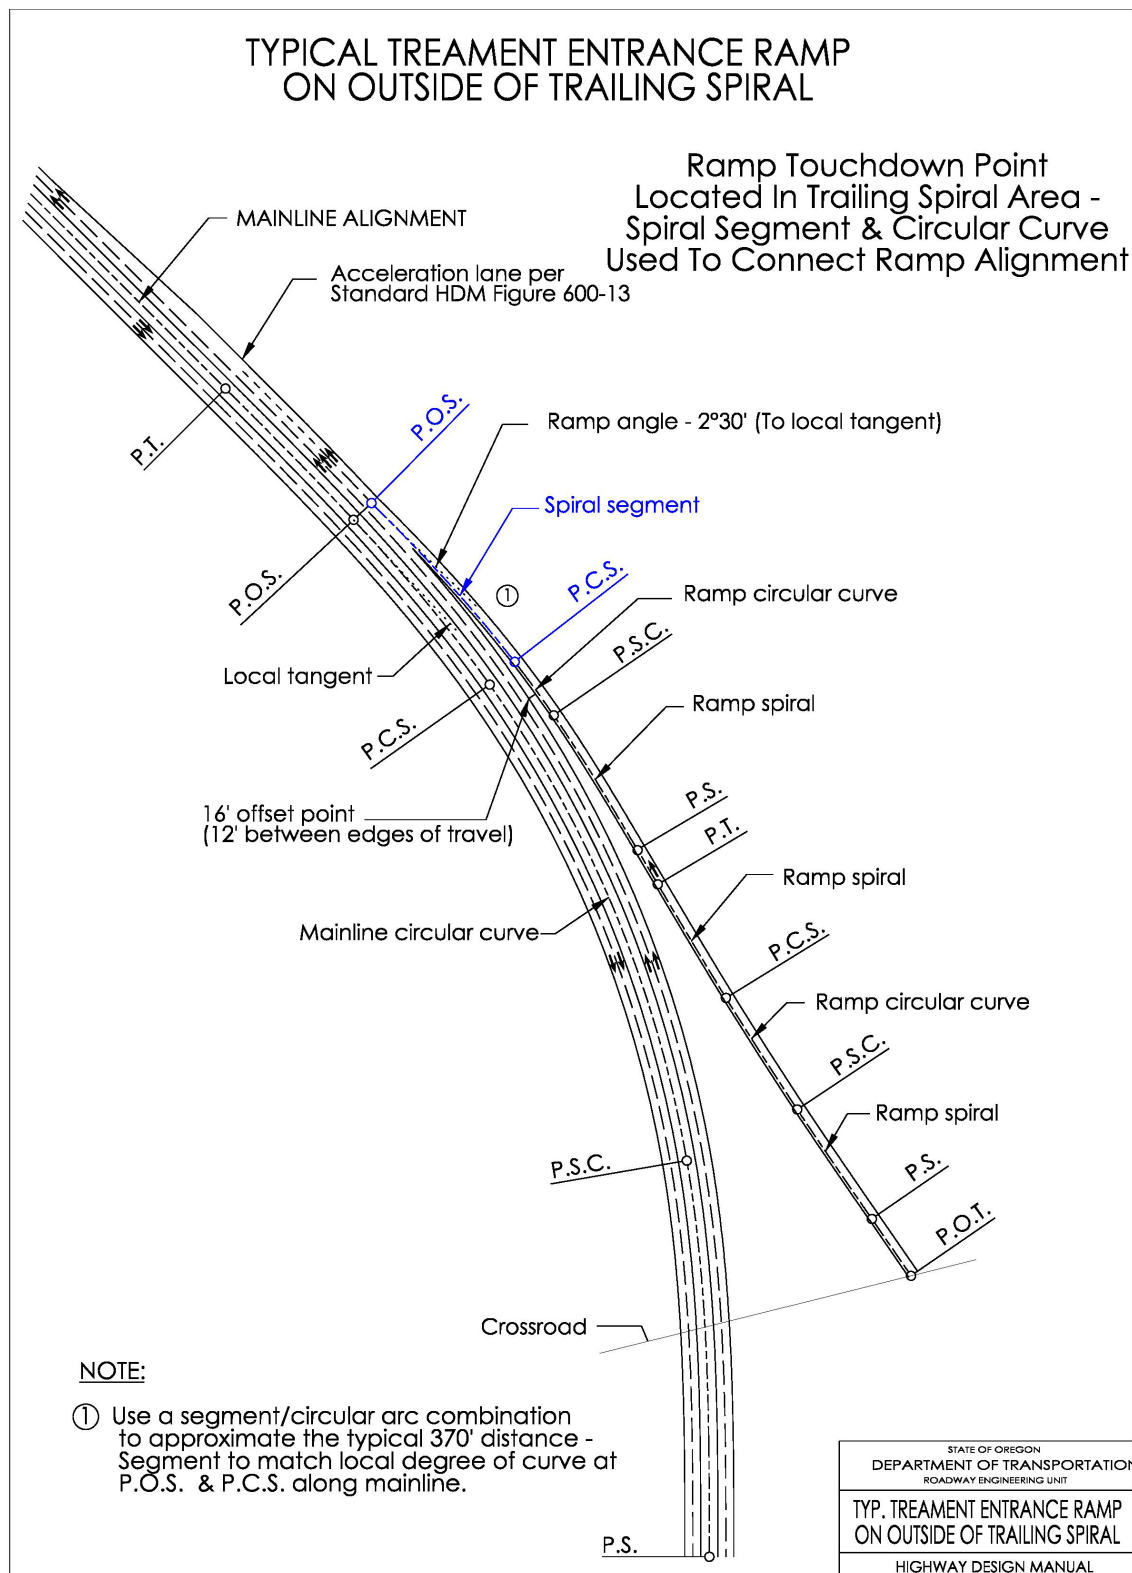 TYPICAL TREAMENT ENTRANCE RAMP
ON OUTSIDE OF TRAILING SPIRAL
Ramp Touchdown Point
Located In Trailing Spiral Area -
Spiral Segment & Circular Curve
Used To Connect Ramp Alignment
MAINLINE ALIGNMENT
Acceleration lane per
Standard HDM Figure 600-13
P.T.
P.O.S.
Ramp angle - 2°30' (To local tangent)
Spiral segment
P.O.S.
1
P.C.S.
Ramp circular curve
P.S.C.
Local tangent
Ramp spiral
P.C.S.
16' offset point
(12' between edges of travel)
P.S.
P.T.
Ramp spiral
Mainline circular curve
P.C.S.
Ramp circular curve
P.S.C.
Ramp spiral
P.S.C.
P.S.
P.O.T.
Crossroad
NOTE:
1 Use a segment/circular arc combination
to approximate the typical 370' distance -
Segment to match local degree of curve at
P.O.S. & P.C.S. along mainline.
P.S.
STATE OF OREGON
DEPARTMENT OF TRANSPORTATION
ROADWAY ENGINEERING UNIT
TYP. TREAMENT ENTRANCE RAMP
ON OUTSIDE OF TRAILING SPIRAL
HIGHWAY DESIGN MANUAL